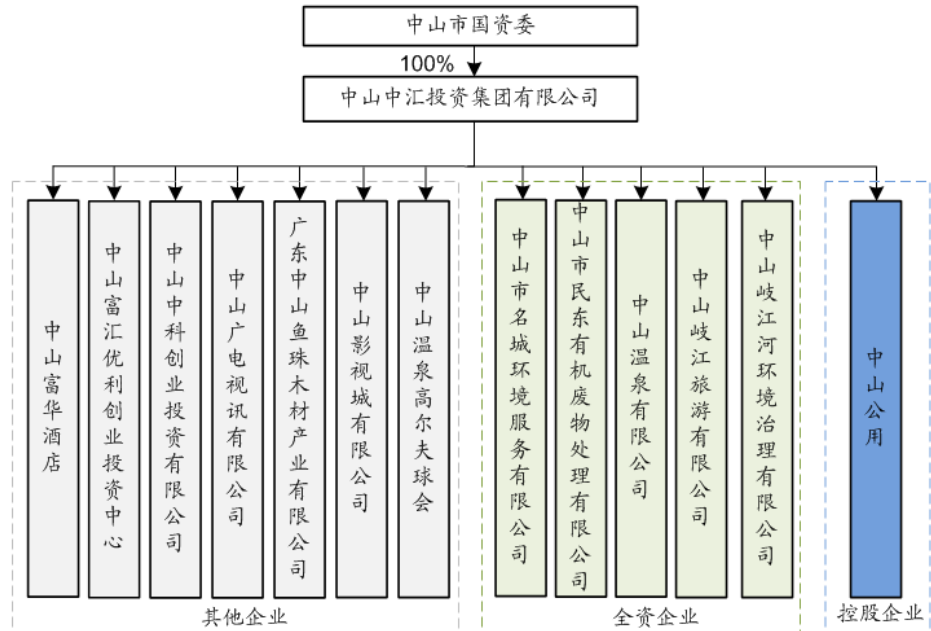 中山市国资委
100%
中山中汇投资集团有限公司
中山富华酒店
中山富汇优利创业投资中心
中山中科创业投资有限公司
中山广电视讯有限公司
广东中山鱼珠木材产业有限公司
中山影视城有限公司
中山温泉高尔夫球会
中山市名城环境服务有限公司
中山市民东有机废物处理有限公司
中山温泉有限公司
中山岐江旅游有限公司
中山岐江河环境治理有限公司
中山公用
其他企业
全资企业
控股企业